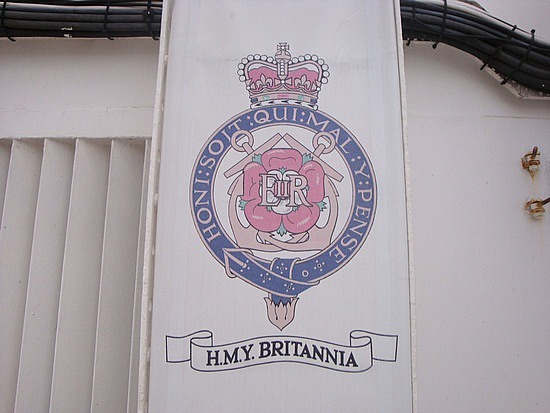 HONI:SOIT:QUI:MAL:Y:PENSE
EIIR
H.M.Y. BRITANNIA